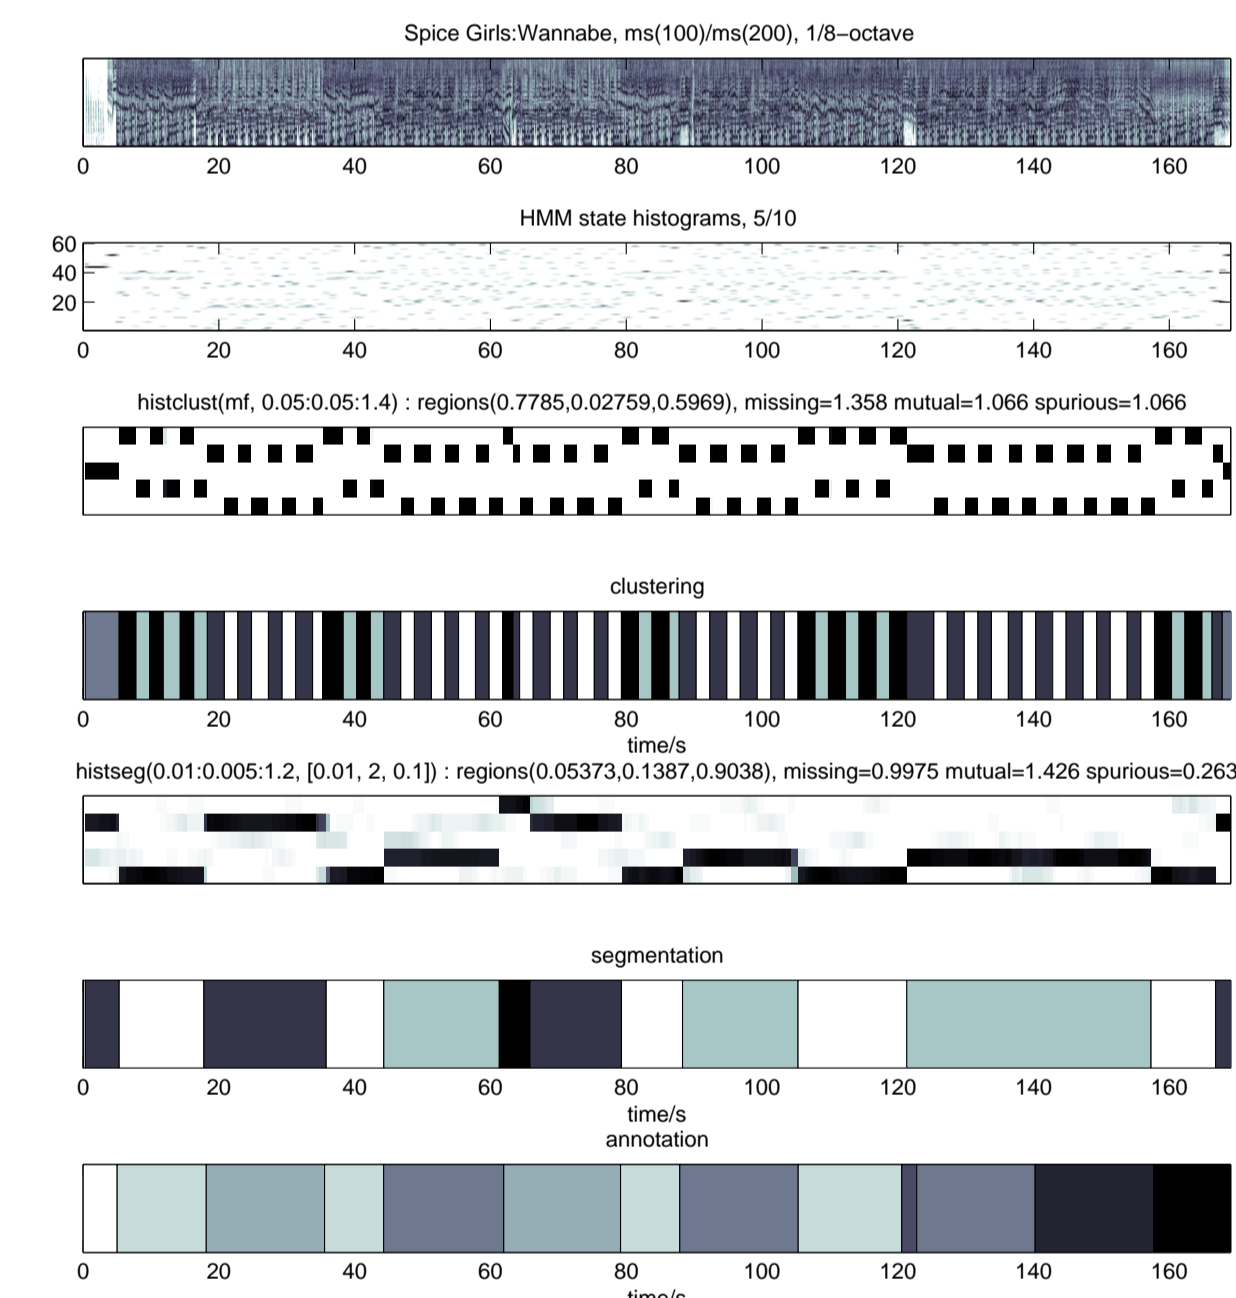 Spice Girls:Wannabe, ms(100)/ms(200), 1/8−octave
0 20 40 60 80 100 120 140 160
HMM state histograms, 5/10
60
40
20
0 20 40 60 80 100 120 140 160
histclust(mf, 0.05:0.05:1.4) : regions(0.7785,0.02759,0.5969), missing=1.358 mutual=1.066 spurious=1.066
clustering
0 20 40 60 80 100 120 140 160
time/s
histseg(0.01:0.005:1.2, [0.01, 2, 0.1]) : regions(0.05373,0.1387,0.9038), missing=0.9975 mutual=1.426 spurious=0.263
segmentation
0 20 40 60 80 100 120 140 160
time/s
annotation
0 20 40 60 80 100 120 140 160
time/s